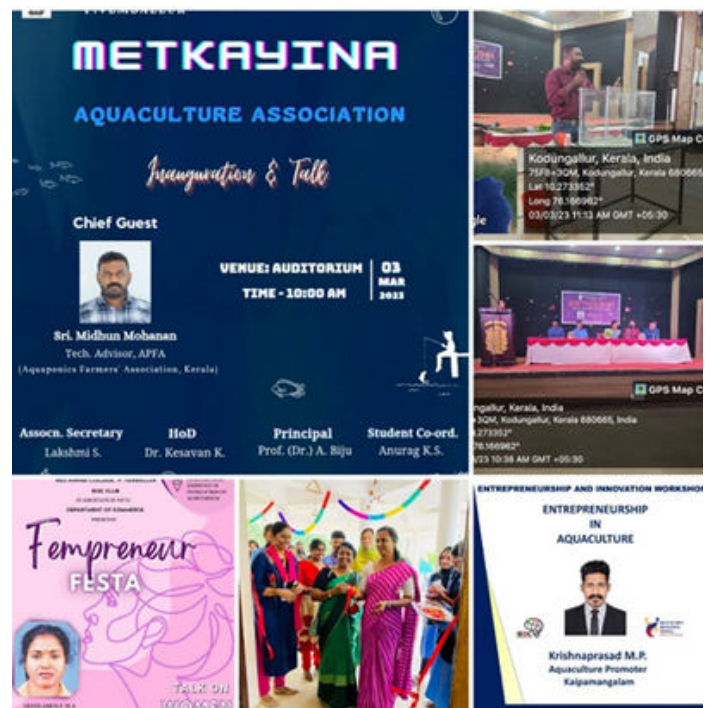 METKAYINA
AQUACULTURE ASSOCIATION
Inauguration & Talk
Chief Guest
VENUE: AUDITORIUM
TIME - 10:00 AM
03
MAR
2023
Sri. Midhun Mohanan
Tech. Advisor, APFA
(Aquaponics Farmers' Association, Kerala)
Assocn. Secretary
Lakshmi S.
HoD
Dr. Kesavan K.
Principal
Prof. (Dr.) A. Biju
Student Co-ord.
Anurag K.S.
GPS Map C
Kodungallur, Kerala, India
75F8+3QM, Kodungallur, Kerala 680665
Lat 10.273352°
Long 76.166962°
03/03/23 11:13 AM GMT +05:30
gle
GPS Map C
ngallur, Kerala, India
+3QM, Kodungallur, Kerala 680665, India
.273352°
76.166962°
/23 10:38 AM GMT +05:30
DEPARTMENT OF COMMERCE
Fempreneur
FESTA
TALK ON
WOMEN
ENTREPRENEURSHIP AND INNOVATION WORKSHOP
ENTREPRENEURSHIP
IN
AQUACULTURE
Krishnaprasad M.P.
Aquaculture Promoter
Kaipamangalam